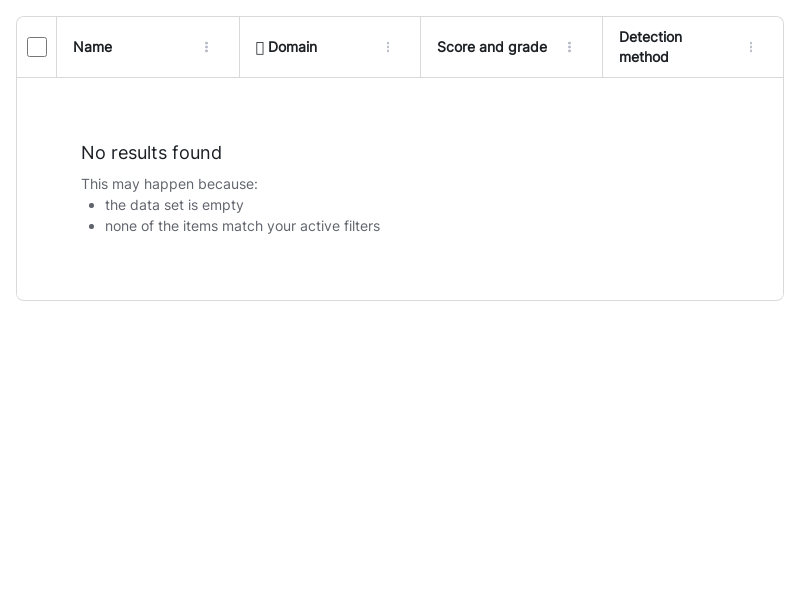 Name
Domain
Score and grade
Detection
method
No results found
This may happen because:
the data set is empty
none of the items match your active filters